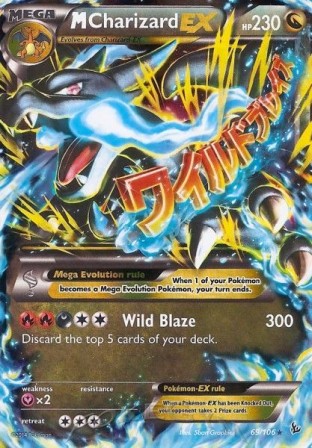 MEGA
M Charizard EX
HP230
Evolves from Charizard-EX
ワイルドブレイズ
Mega Evolution rule
When 1 of your Pokémon
becomes a Mega Evolution Pokémon, your turn ends.
Wild Blaze 300
Discard the top 5 cards of your deck.
weakness
resistance
×2
retreat
Pokémon-EX rule
When a Pokémon-EX has been Knocked Out,
your opponent takes 2 Prize cards.
69/106